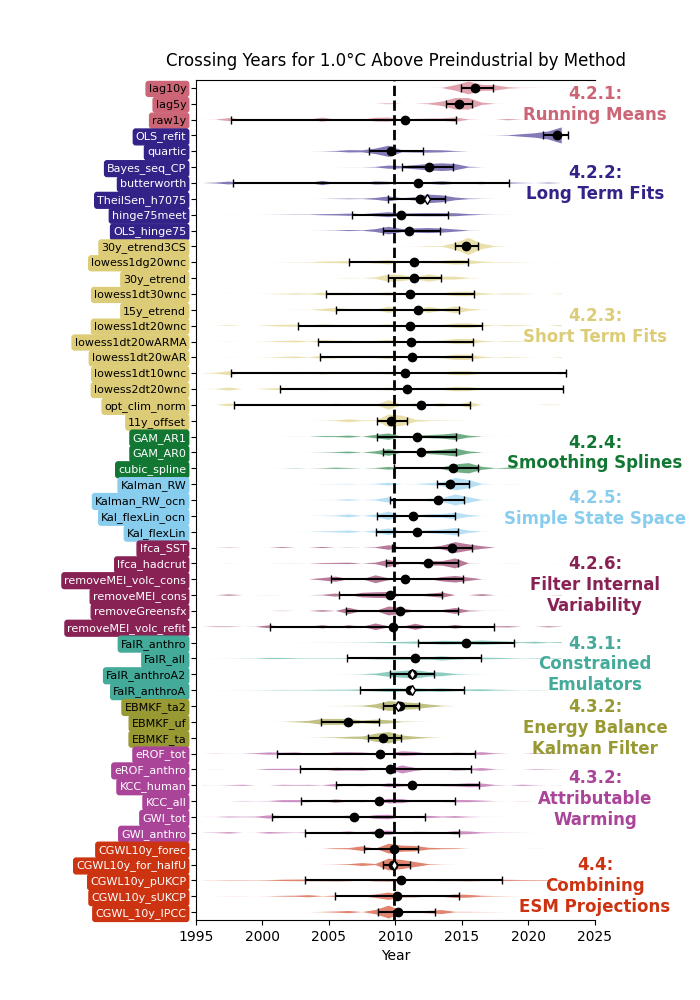 Crossing Years for 1.0°C Above Preindustrial by Method
lag10y
lag5y
raw1y
OLS_refit
quartic
Bayes_seq_CP
butterworth
TheilSen_h7075
hinge75meet
OLS_hinge75
30y_etrend3CS
lowess1dg20wnc
30y_etrend
lowess1dt30wnc
15y_etrend
lowess1dt20wnc
lowess1dt20wARMA
lowess1dt20wAR
lowess1dt10wnc
lowess2dt20wnc
opt_clim_norm
11y_offset
GAM_AR1
GAM_AR0
cubic_spline
Kalman_RW
Kalman_RW_ocn
Kal_flexLin_ocn
Kal_flexLin
lfca_SST
lfca_hadcrut
removeMEI_volc_cons
removeMEI_cons
removeGreensfx
removeMEI_volc_refit
FaIR_anthro
FaIR_all
FaIR_anthroA2
FaIR_anthroA
EBMKF_ta2
EBMKF_uf
EBMKF_ta
eROF_tot
eROF_anthro
KCC_human
KCC_all
GWI_tot
GWI_anthro
CGWL10y_forec
CGWL10y_for_halfU
CGWL10y_pUKCP
CGWL10y_sUKCP
CGWL_10y_IPCC
4.2.1:
Running Means
4.2.2:
Long Term Fits
4.2.3:
Short Term Fits
4.2.4:
Smoothing Splines
4.2.5:
Simple State Space
4.2.6:
Filter Internal
Variability
4.3.1:
Constrained
Emulators
4.3.2:
Energy Balance
Kalman Filter
4.3.2:
Attributable
Warming
4.4:
Combining
ESM Projections
1995 2000 2005 2010 2015 2020 2025
Year